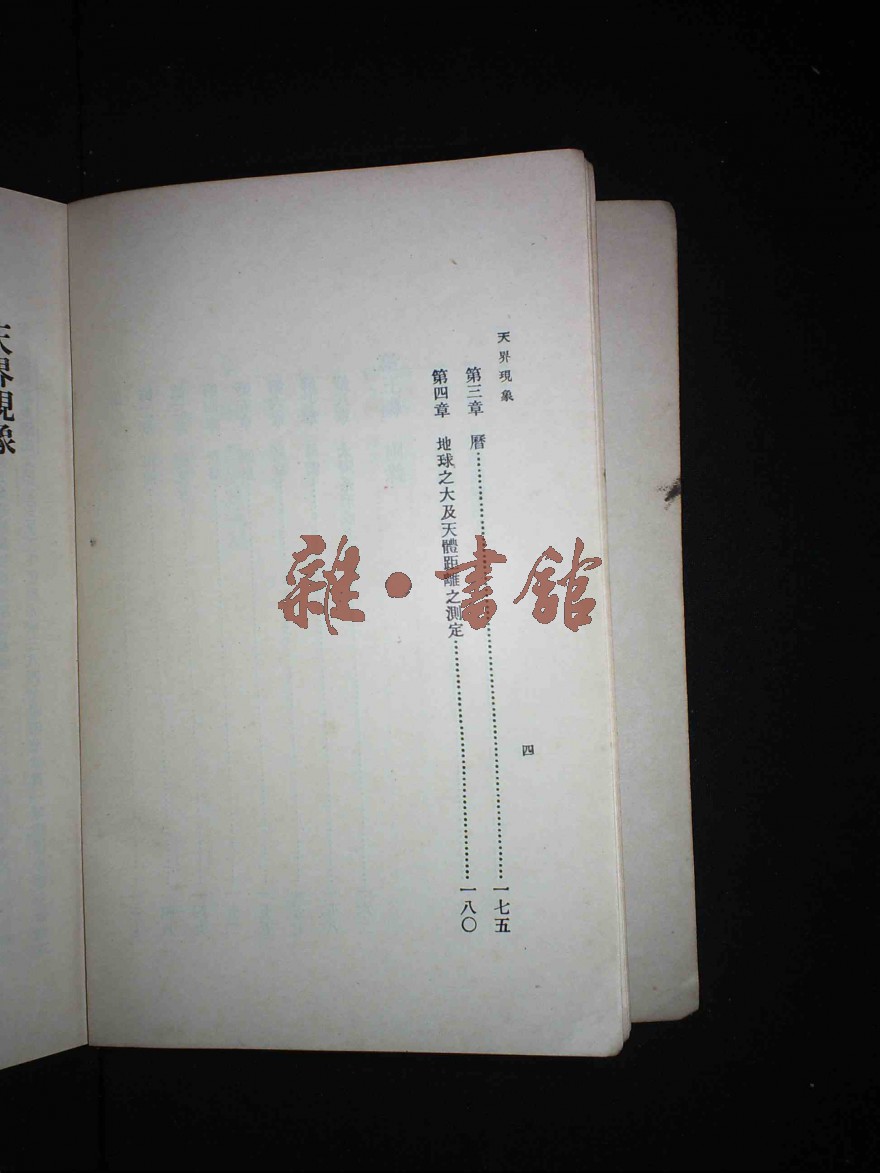 天界現象
四
第三章　曆……………………一七五
第四章　地球之大及天體距離之測定……………………一八〇
雜·書館
天界現象